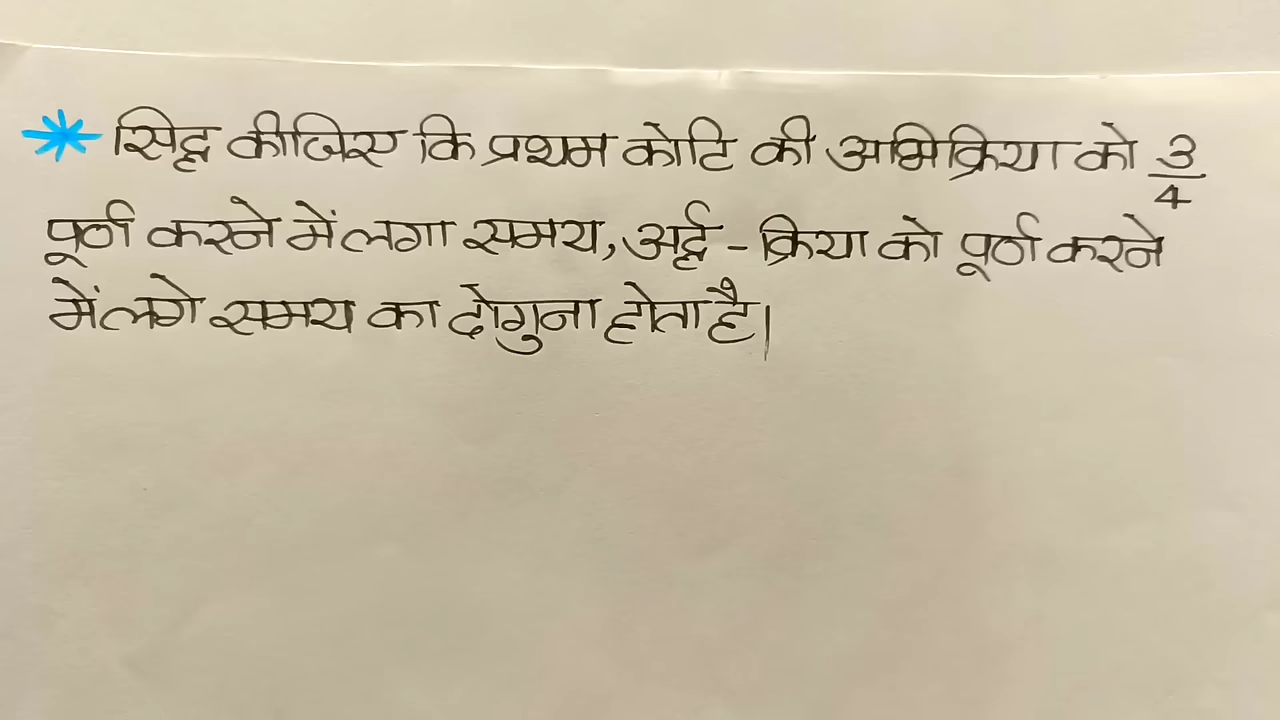 सिद्ध कीजिए कि प्रथम कोटि की अभिक्रिया को 3/4
पूर्ण करने में लगा समय, अर्द्ध - क्रिया को पूर्ण करने
में लगे समय का दोगुना होता है।